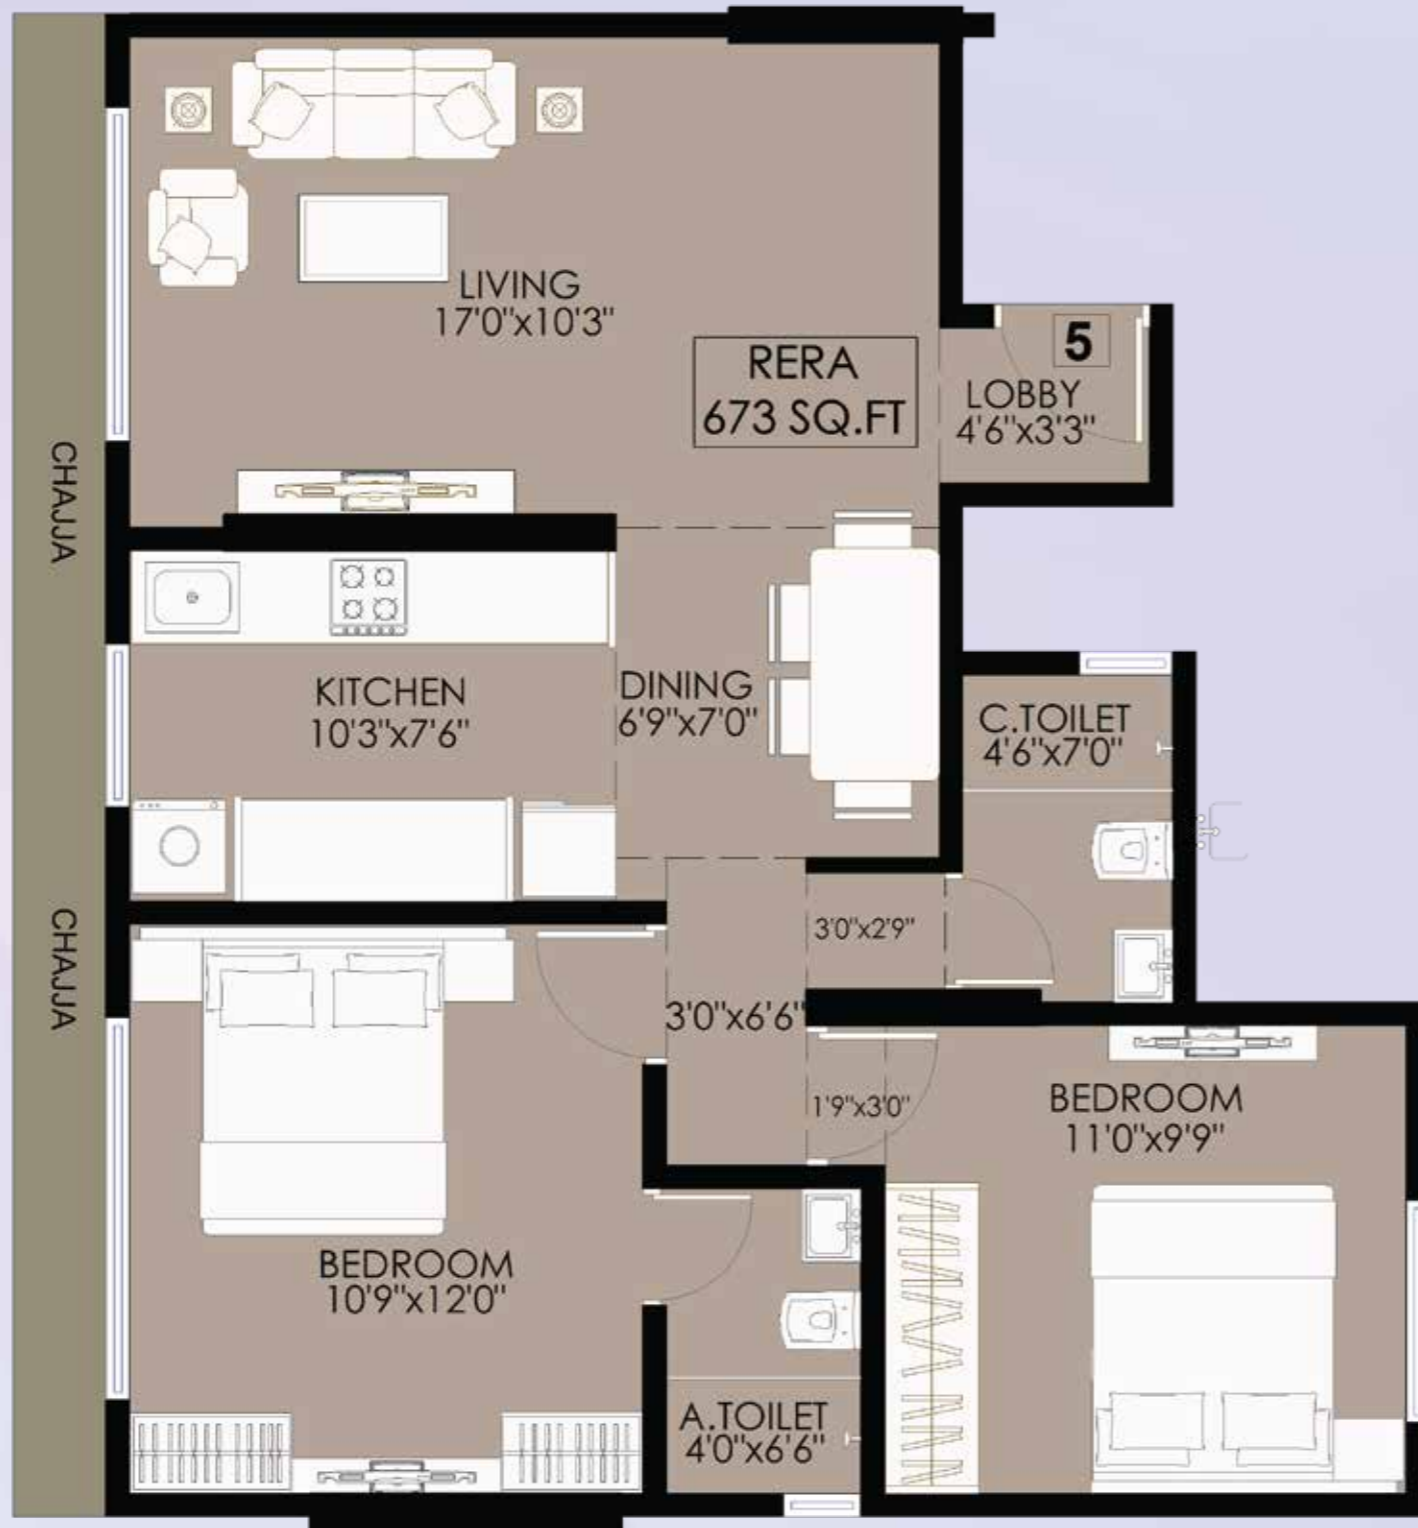 LIVING
17'0"x10'3"
RERA
673 SQ.FT
5
LOBBY
4'6"x3'3"
CHAJJA
KITCHEN
10'3"x7'6"
DINING
6'9"x7'0"
C.TOILET
4'6"x7'0"
CHAJJA
3'0"x2'9"
3'0"x6'6"
1'9"x3'0"
BEDROOM
11'0"x9'9"
BEDROOM
10'9"x12'0"
A.TOILET
4'0"x6'6"